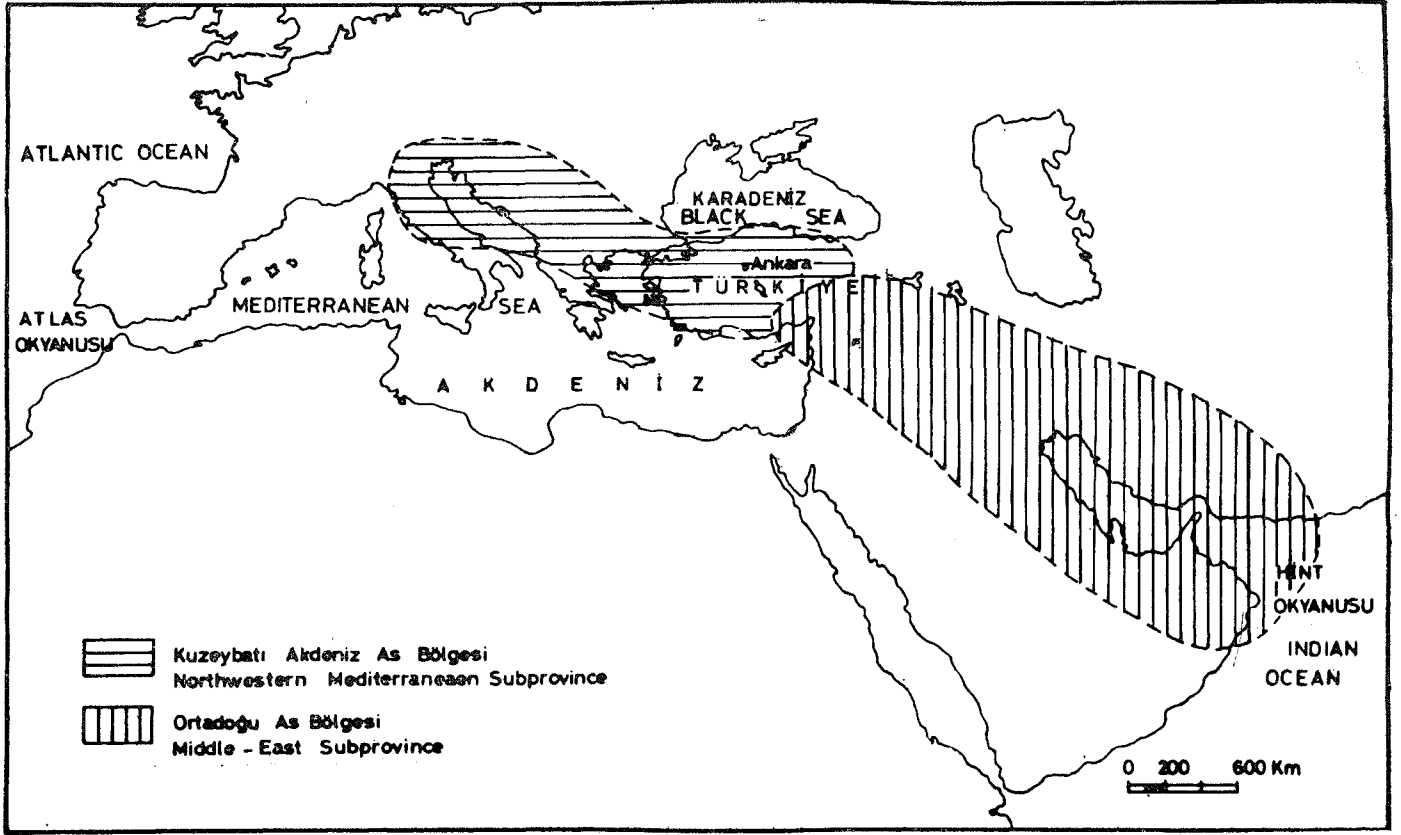 ATLANTIC OCEAN
KARADENİZ
BLACK SEA
Ankara
TÜRKİYE
MEDITERRANEAN SEA
ATLAS
OKYANUSU
AKDENİZ
HİNT
OKYANUSU
INDIAN
OCEAN
Kuzeybatı Akdeniz As Bölgesi
Northwestern Mediterranean Subprovince
Ortadoğu As Bölgesi
Middle - East Subprovince
0 200 600 Km